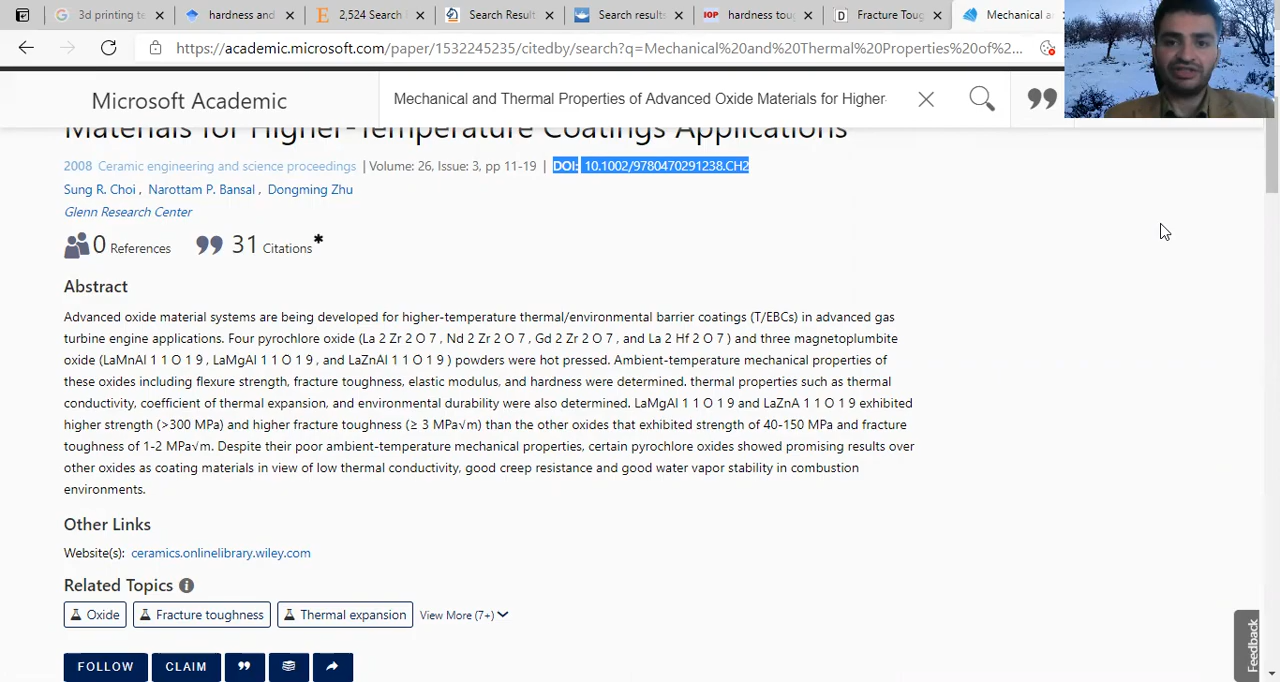 3d printing te
hardness and
2,524 Search
Search Result
Search results
IOP hardness toug
Fracture Toug
Mechanical a
https://academic.microsoft.com/paper/1532245235/citedby/search?q=Mechanical%20and%20Thermal%20Properties%20of%2...
Microsoft Academic
Mechanical and Thermal Properties of Advanced Oxide Materials for Higher-
Materials for Higher-Temperature Coatings Applications
2008 Ceramic engineering and science proceedings | Volume: 26, Issue: 3, pp 11-19 | DOI: 10.1002/9780470291238.CH2
Sung R. Choi , Narottam P. Bansal , Dongming Zhu
Glenn Research Center
0 References 31 Citations*
Abstract
Advanced oxide material systems are being developed for higher-temperature thermal/environmental barrier coatings (T/EBCs) in advanced gas
turbine engine applications. Four pyrochlore oxide (La 2 Zr 2 O 7 , Nd 2 Zr 2 O 7 , Gd 2 Zr 2 O 7 , and La 2 Hf 2 O 7 ) and three magnetoplumbite
oxide (LaMnAl 1 1 O 1 9 , LaMgAl 1 1 O 1 9 , and LaZnAl 1 1 O 1 9 ) powders were hot pressed. Ambient-temperature mechanical properties of
these oxides including flexure strength, fracture toughness, elastic modulus, and hardness were determined. thermal properties such as thermal
conductivity, coefficient of thermal expansion, and environmental durability were also determined. LaMgAl 1 1 O 1 9 and LaZnA 1 1 O 1 9 exhibited
higher strength (>300 MPa) and higher fracture toughness (≥ 3 MPa√m) than the other oxides that exhibited strength of 40-150 MPa and fracture
toughness of 1-2 MPa√m. Despite their poor ambient-temperature mechanical properties, certain pyrochlore oxides showed promising results over
other oxides as coating materials in view of low thermal conductivity, good creep resistance and good water vapor stability in combustion
environments.
Other Links
Website(s): ceramics.onlinelibrary.wiley.com
Related Topics
Oxide
Fracture toughness
Thermal expansion
View More (7+)
FOLLOW
CLAIM
Feedback